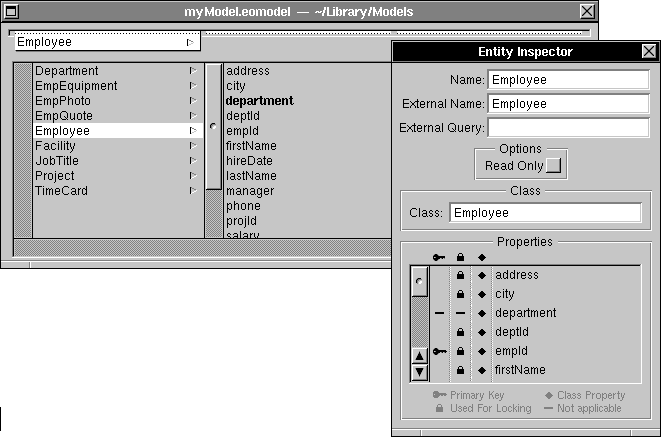 myModel.eomodel — ~/Library/Models
Employee
Department
EmpEquipment
EmpPhoto
EmpQuote
Employee
Facility
JobTitle
Project
TimeCard
address
city
department
deptId
empId
firstName
hireDate
lastName
manager
phone
projId
salary
Entity Inspector
Name: Employee
External Name: Employee
External Query:
Options
Read Only
Class
Class: Employee
Properties
address
city
department
deptId
empId
firstName
Primary Key Class Property
Used For Locking Not applicable